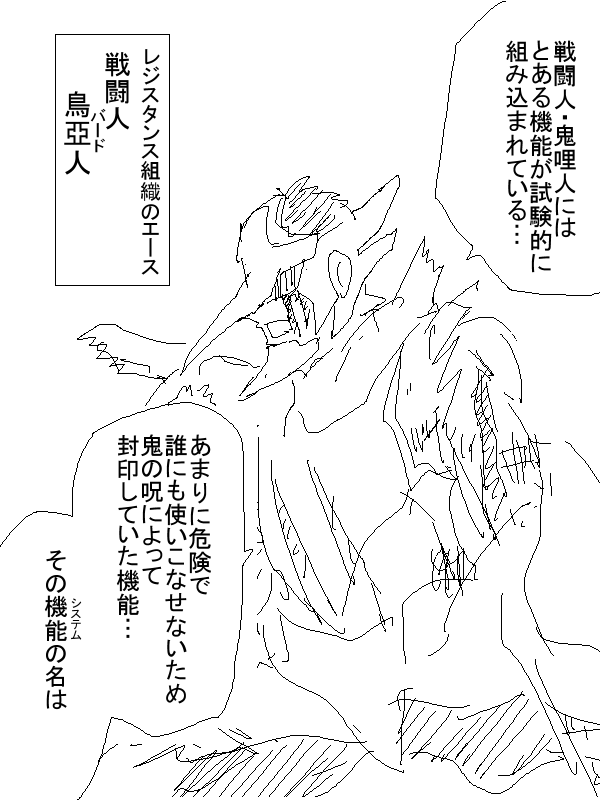 戦闘人・鬼哩人には
とある機能が試験的に
組み込まれている…
レジスタンス組織のエース
戦闘人
鳥亞人
バード
あまりに危険で
誰にも使いこなせないため
鬼の呪によって
封印していた機能…
その機能の名は
システム